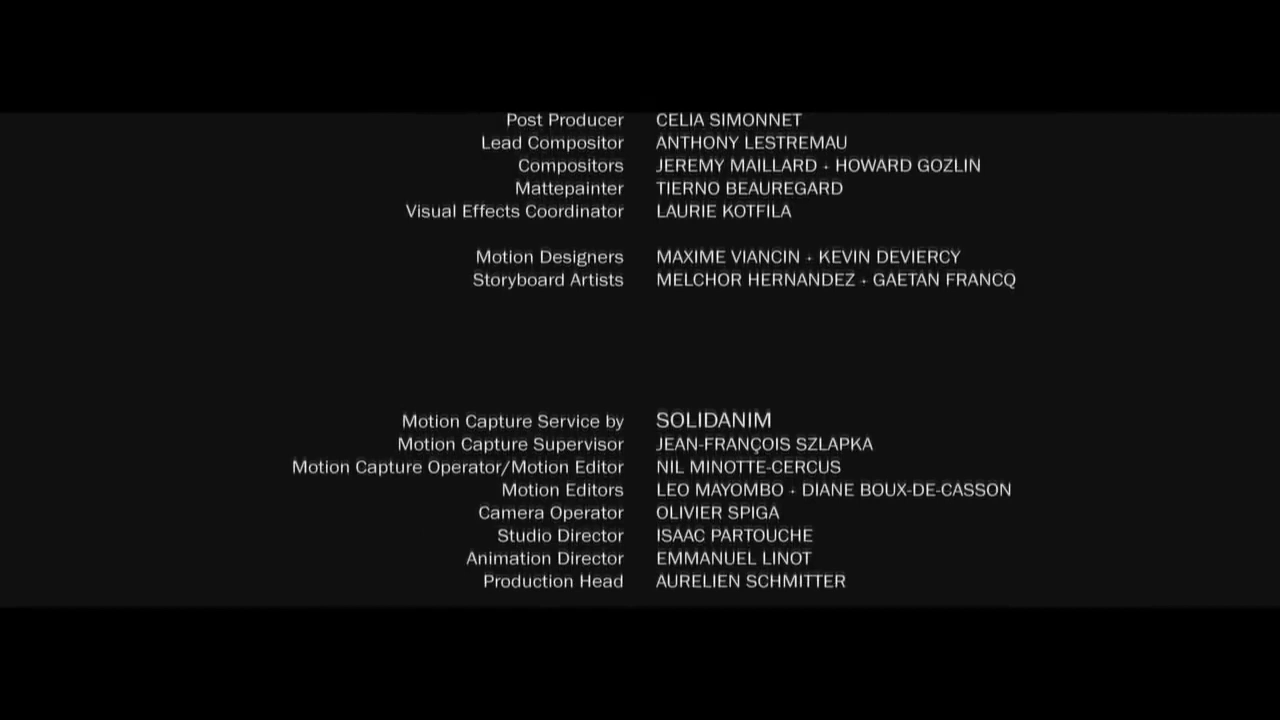 Post Producer CELIA SIMONNET
Lead Compositor ANTHONY LESTREMAU
Compositors JEREMY MAILLARD · HOWARD GOZLIN
Mattepainter TIERNO BEAUREGARD
Visual Effects Coordinator LAURIE KOTFILA
Motion Designers MAXIME VIANCIN · KEVIN DEVIERCY
Storyboard Artists MELCHOR HERNANDEZ · GAETAN FRANCQ
Motion Capture Service by SOLIDANIM
Motion Capture Supervisor JEAN-FRANÇOIS SZLAPKA
Motion Capture Operator/Motion Editor NIL MINOTTE-CERCUS
Motion Editors LEO MAYOMBO · DIANE BOUX-DE-CASSON
Camera Operator OLIVIER SPIGA
Studio Director ISAAC PARTOUCHE
Animation Director EMMANUEL LINOT
Production Head AURELIEN SCHMITTER